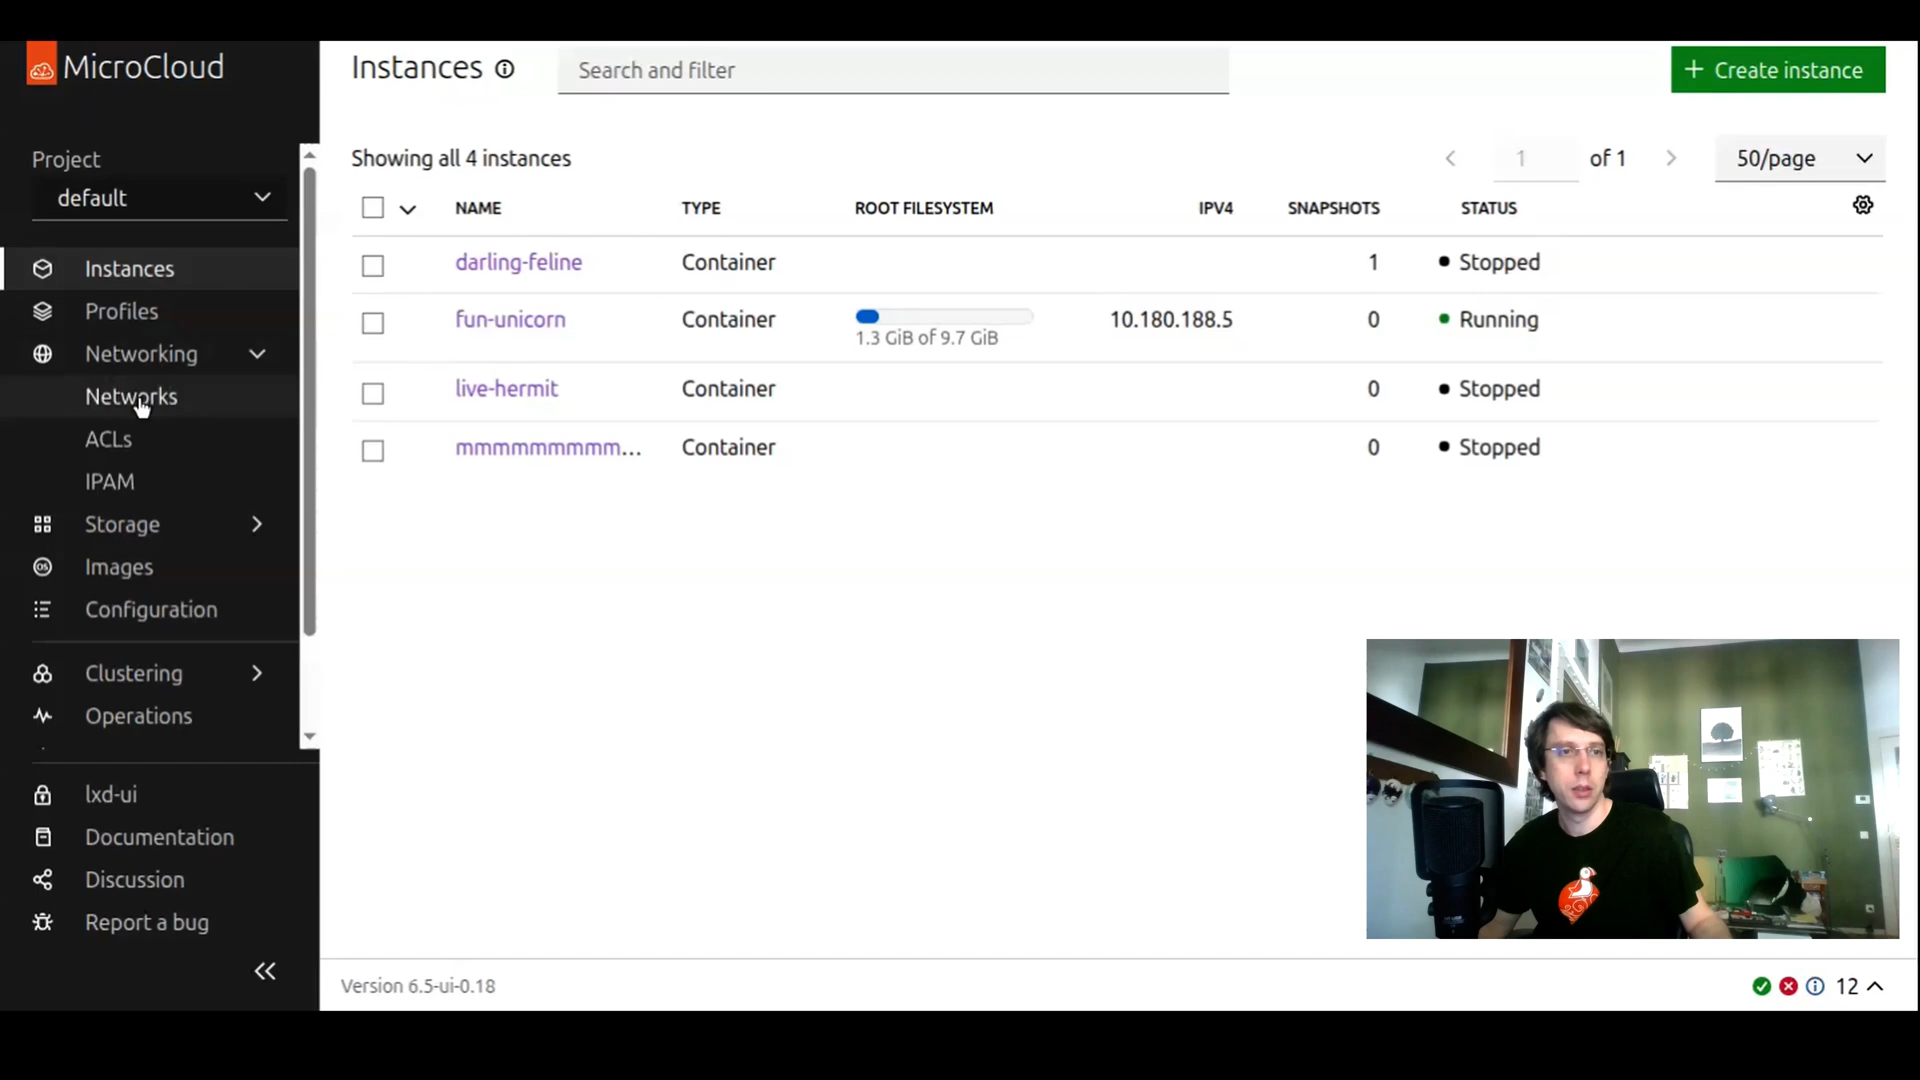 MicroCloud
Project
default
Instances
Profiles
Networking
Networks
ACLs
IPAM
Storage
Images
Configuration
Clustering
Operations
lxd-ui
Documentation
Discussion
Report a bug
Instances
Search and filter
+ Create instance
Showing all 4 instances
1 of 1
50/page
NAME TYPE ROOT FILESYSTEM IPV4 SNAPSHOTS STATUS
darling-feline Container 1 Stopped
fun-unicorn Container 1.3 GiB of 9.7 GiB 10.180.188.5 0 Running
live-hermit Container 0 Stopped
mmmmmmmmm... Container 0 Stopped
Version 6.5-ui-0.18
12